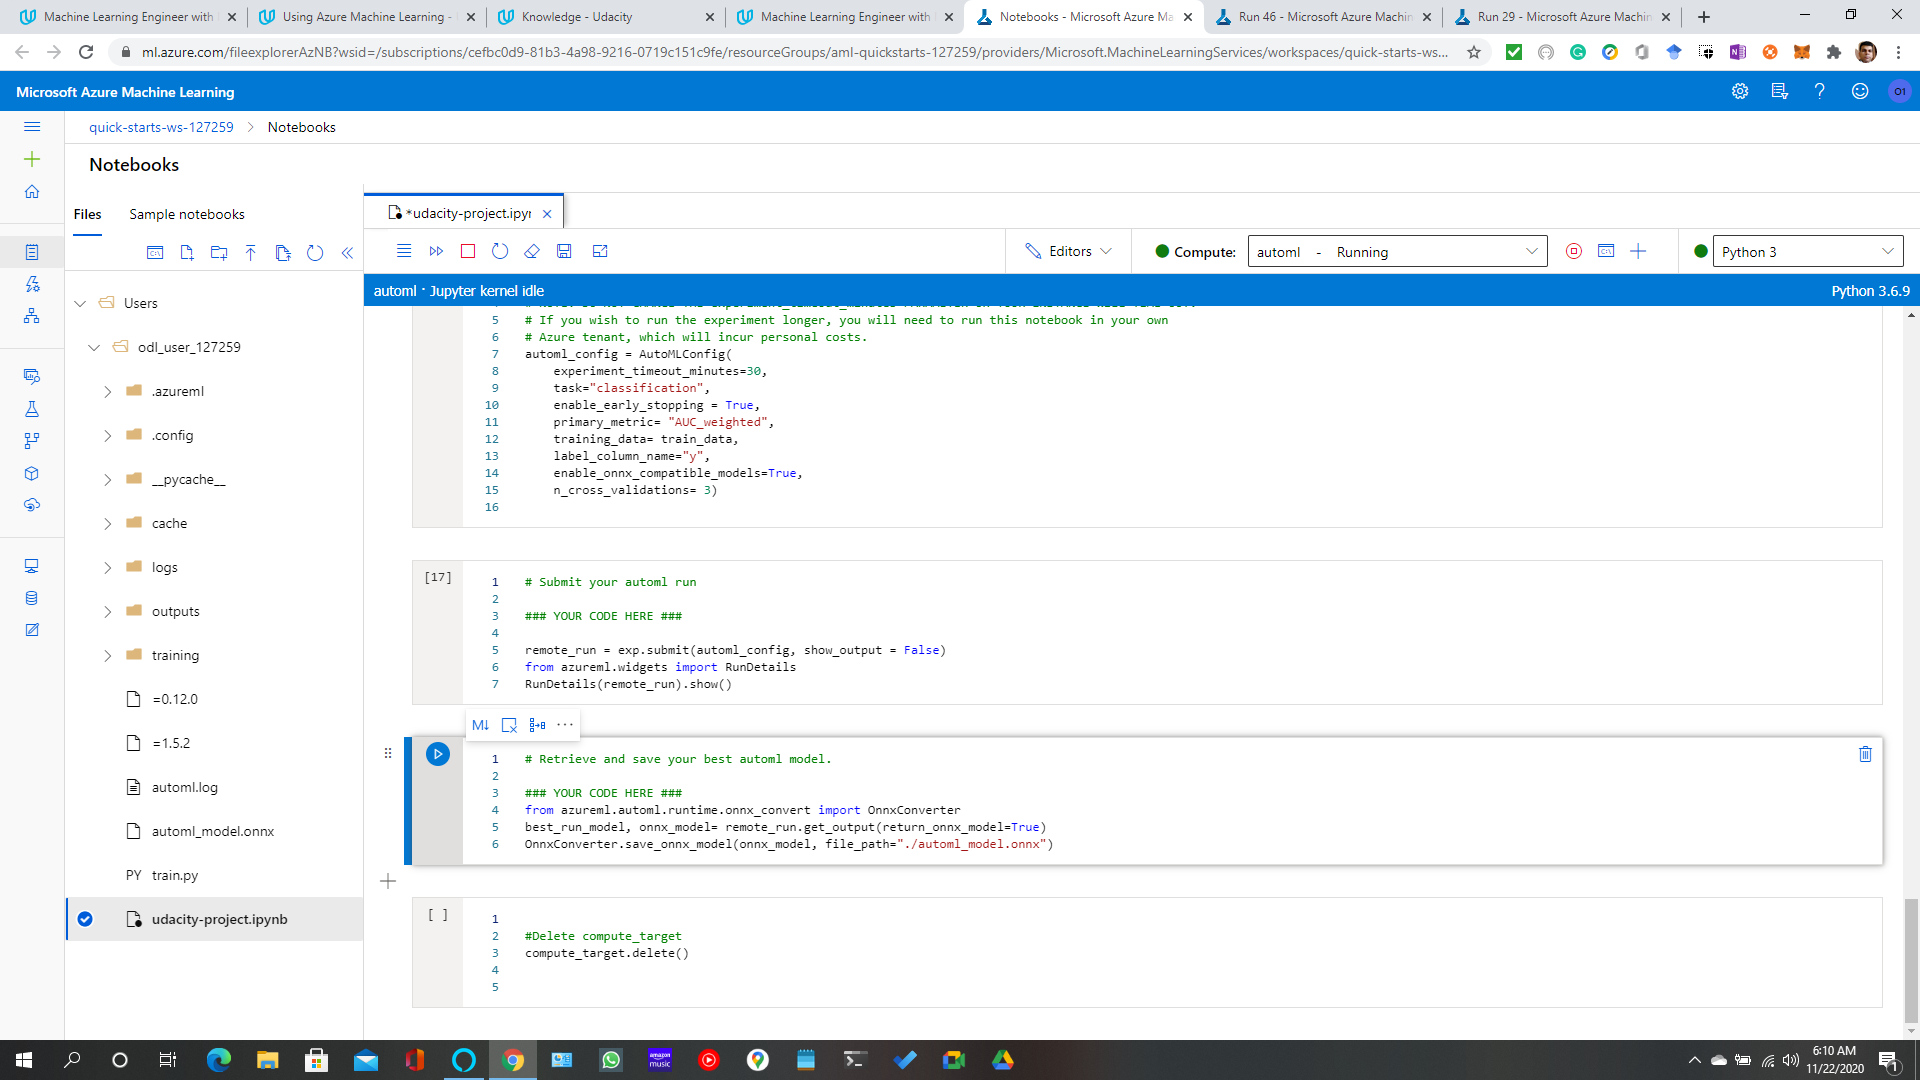 Machine Learning Engineer with
Using Azure Machine Learning -
Knowledge - Udacity
Machine Learning Engineer with
Notebooks - Microsoft Azure Ma
Run 46 - Microsoft Azure Machin
Run 29 - Microsoft Azure Machin
ml.azure.com/fileexplorerAzNB?wsid=/subscriptions/cefbc0d9-81b3-4a98-9216-0719c151c9fe/resourceGroups/aml-quickstarts-127259/providers/Microsoft.MachineLearningServices/workspaces/quick-starts-ws...
Microsoft Azure Machine Learning
O1
quick-starts-ws-127259 > Notebooks
Notebooks
Files
Sample notebooks
*udacity-project.ipyr
Editors
Compute:
automl - Running
Python 3
automl · Jupyter kernel idle
Python 3.6.9
Users
odl_user_127259
.azureml
.config
__pycache__
cache
logs
outputs
training
=0.12.0
=1.5.2
automl.log
automl_model.onnx
PY train.py
udacity-project.ipynb
5 # If you wish to run the experiment longer, you will need to run this notebook in your own
6 # Azure tenant, which will incur personal costs.
7 automl_config = AutoMLConfig(
8 experiment_timeout_minutes=30,
9 task="classification",
10 enable_early_stopping = True,
11 primary_metric= "AUC_weighted",
12 training_data= train_data,
13 label_column_name="y",
14 enable_onnx_compatible_models=True,
15 n_cross_validations= 3)
16
[17]
1 # Submit your automl run
2
3 ### YOUR CODE HERE ###
4
5 remote_run = exp.submit(automl_config, show_output = False)
6 from azureml.widgets import RunDetails
7 RunDetails(remote_run).show()
M↓
1 # Retrieve and save your best automl model.
2
3 ### YOUR CODE HERE ###
4 from azureml.automl.runtime.onnx_convert import OnnxConverter
5 best_run_model, onnx_model= remote_run.get_output(return_onnx_model=True)
6 OnnxConverter.save_onnx_model(onnx_model, file_path="./automl_model.onnx")
[ ]
1
2 #Delete compute_target
3 compute_target.delete()
4
5
amazon music
6:10 AM
11/22/2020
1